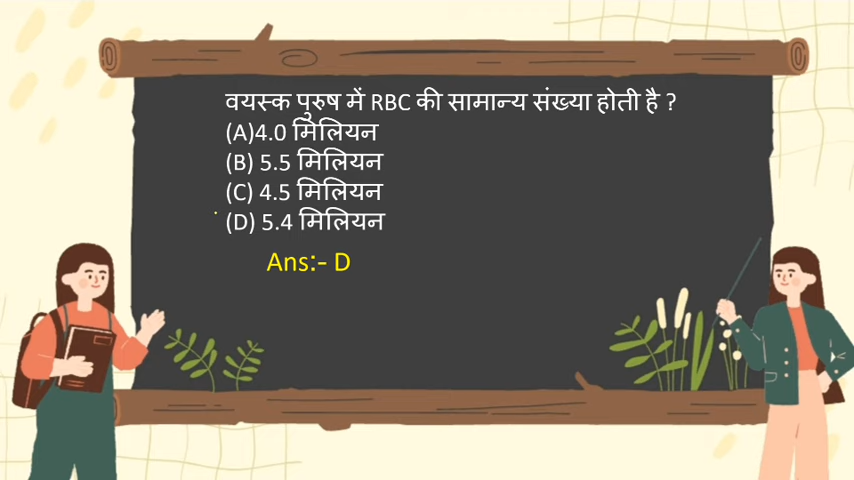 वयस्क पुरुष में RBC की सामान्य संख्या होती है ?
(A)4.0 मिलियन
(B) 5.5 मिलियन
(C) 4.5 मिलियन
(D) 5.4 मिलियन
Ans:- D